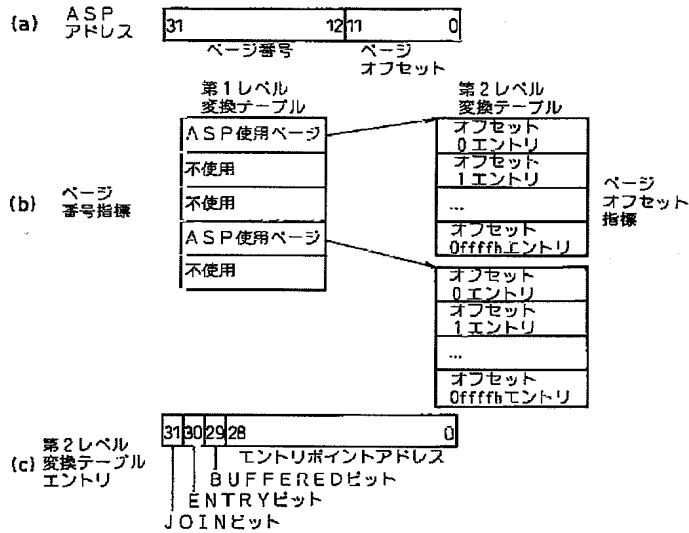 (a) ASP
アドレス
31 12 11 0
ページ番号
ページ
オフセット
第1レベル
変換テーブル
第2レベル
変換テーブル
(b) ページ
番号指標
ASP使用ページ
不使用
不使用
ASP使用ページ
不使用
オフセット
0エントリ
オフセット
1エントリ
...
オフセット
0ffffhエントリ
ページ
オフセット
指標
オフセット
0エントリ
オフセット
1エントリ
...
オフセット
0ffffhエントリ
(c) 第2レベル
変換テーブル
エントリ
31 30 29 28 0
エントリポイントアドレス
BUFFEREDビット
ENTRYビット
JOINビット